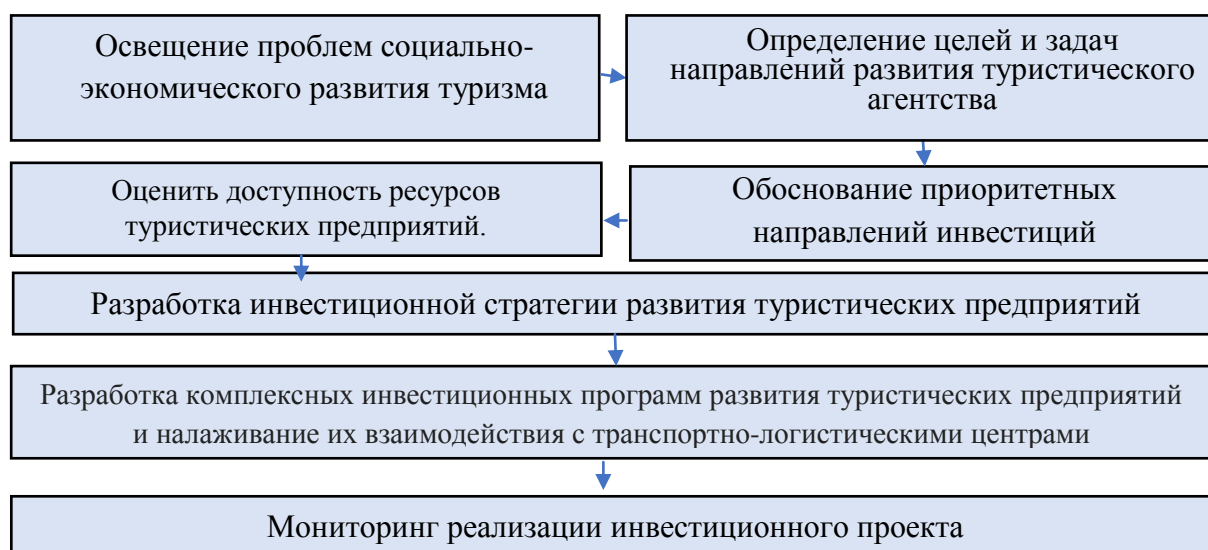 Освещение проблем социально-
экономического развития туризма
Определение целей и задач
направлений развития туристического
агентства
Обоснование приоритетных
направлений инвестиций
Оценить доступность ресурсов
туристических предприятий.
Разработка инвестиционной стратегии развития туристических предприятий
Разработка комплексных инвестиционных программ развития туристических предприятий
и налаживание их взаимодействия с транспортно-логистическими центрами
Мониторинг реализации инвестиционного проекта